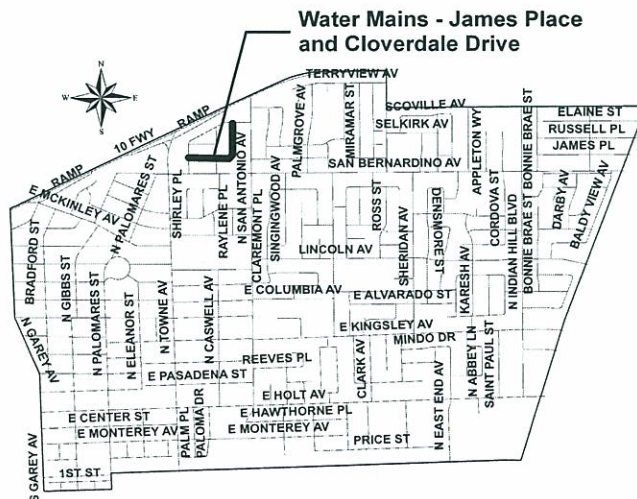 Water Mains - James Place
and Cloverdale Drive
N
W
E
S
TERRYVIEW AV
RAMP
10 FWY
RAMP
E MCKINLEY AV
N PALOMARES ST
SHIRLEY PL
RAYLENE PL
N SAN ANTONIO AV
CLAREMONT PL
SINGINGWOOD AV
PALMGROVE AV
MIRAMAR ST
SCOVILLE AV
SELKIRK AV
SAN BERNARDINO AV
APPLETON WY
BONNIE BRAE ST
ELAINE ST
RUSSELL PL
JAMES PL
BRADFORD ST
N GIBBS ST
N PALOMARES ST
N ELEANOR ST
N TOWNE AV
N CASWELL AV
LINCOLN AV
ROSS ST
SHERIDAN AV
DENSMORE ST
KARESH AV
CORDOVA ST
N INDIAN HILL BLVD
BONNIE BRAE ST
DARBY AV
BALDY VIEW AV
E COLUMBIA AV
E ALVARADO ST
N GAREY AV
E KINGSLEY AV
MINDO DR
REEVES PL
CLARK AV
N ABBEY LN
SAINT PAUL ST
E PASADENA ST
E HOLT AV
E CENTER ST
E HAWTHORNE PL
E MONTEREY AV
PALM PL
PALOMA DR
E MONTEREY AV
PRICE ST
N EAST END AV
S GAREY AV
1ST ST